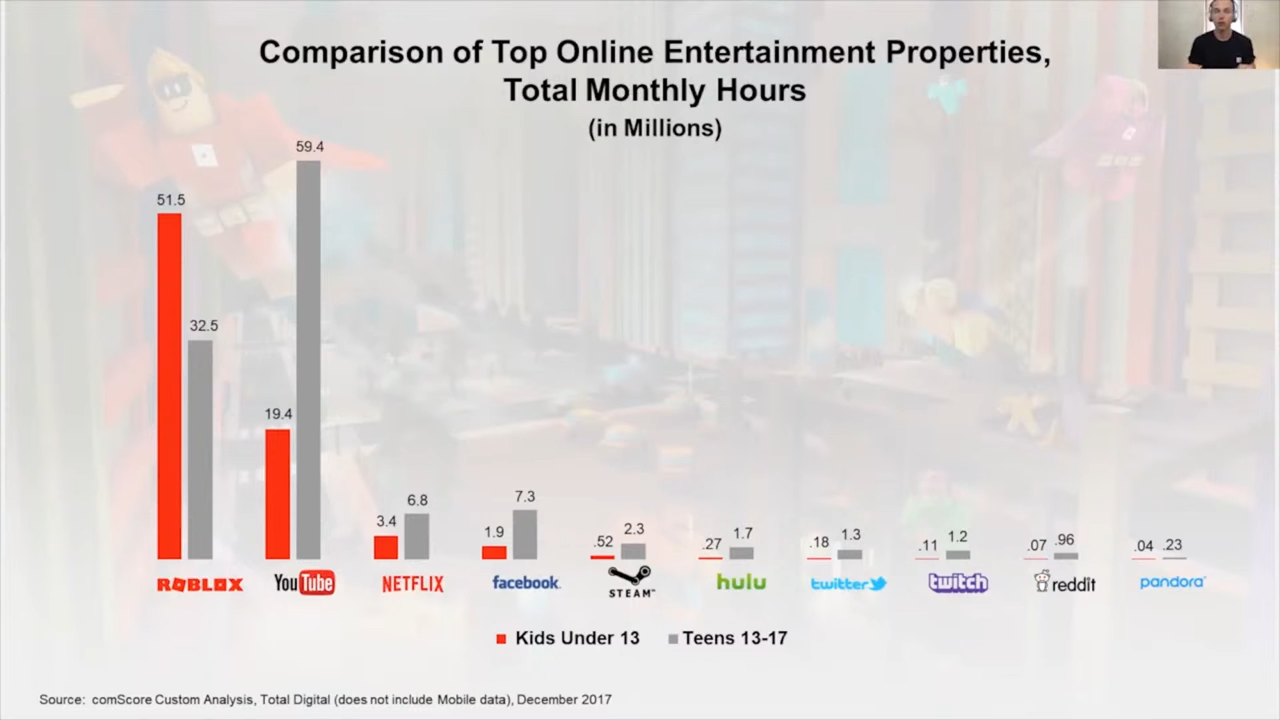 Comparison of Top Online Entertainment Properties,
Total Monthly Hours
(in Millions)
51.5
32.5
19.4
59.4
3.4
6.8
1.9
7.3
.52
2.3
.27
1.7
.18
1.3
.11
1.2
.07
.96
.04
.23
ROBLOX
YouTube
NETFLIX
facebook.
STEAM™
hulu
twitter
twitch
reddit
pandora®
Kids Under 13
Teens 13-17
Source: comScore Custom Analysis, Total Digital (does not include Mobile data), December 2017